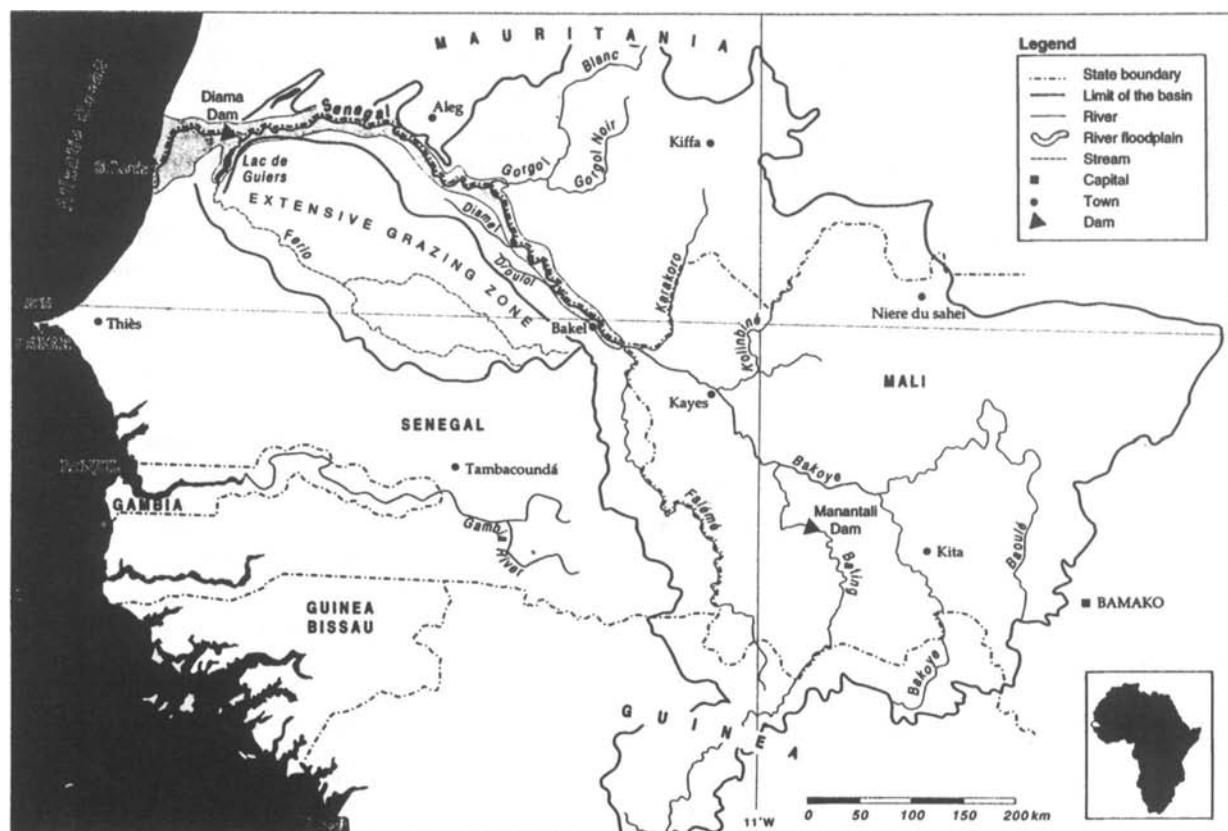 MAURITANIA
Legend
State boundary
Limit of the basin
River
River floodplain
Stream
Capital
Town
Dam
Blanc
Diama
Dam
Senegal
Aleg
Kiffa
Gorgol Noir
Gorgol
Lac de
Guiers
EXTENSIVE GRAZING ZONE
Ferlo
Diamel
Dioulol
Karakoro
Kolinbiné
Niere du sahei
Thiès
Bakel
MALI
Kayes
SENEGAL
Tambacoundá
Bakoye
GAMBIA
Gambia
River
Falémé
Manantali
Dam
Bafing
Kita
Baoulé
BAMAKO
GUINEA
BISSAU
Bakoye
GUINEA
0 50 100 150 200 km
11°W